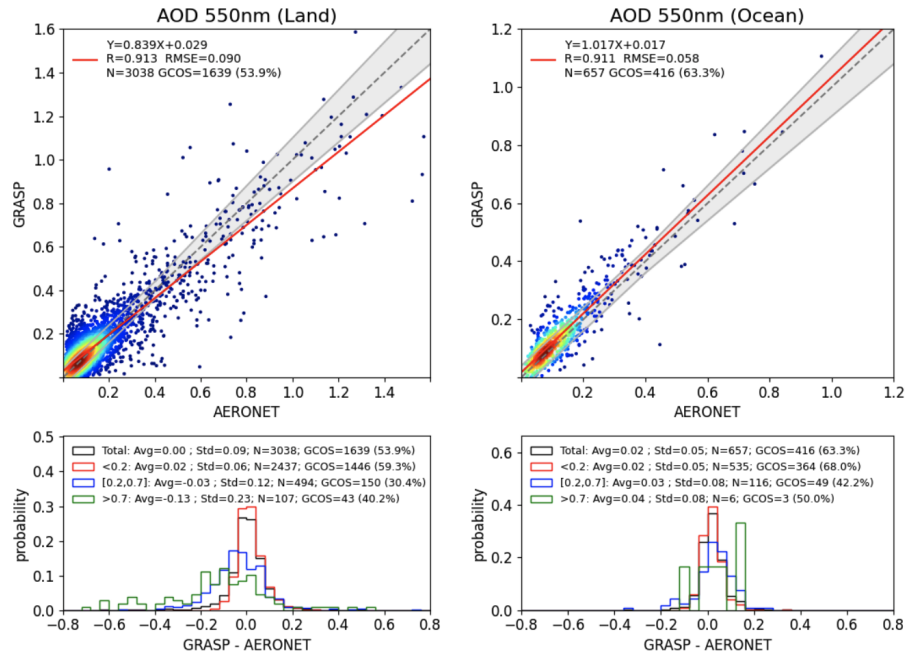 AOD 550nm (Land)
1.6
1.4
1.2
1.0
0.8
0.6
0.4
0.2
GRASP
Y=0.839X+0.029
R=0.913 RMSE=0.090
N=3038 GCOS=1639 (53.9%)
0.2 0.4 0.6 0.8 1.0 1.2 1.4
AERONET
AOD 550nm (Ocean)
1.2
1.0
0.8
0.6
0.4
0.2
GRASP
Y=1.017X+0.017
R=0.911 RMSE=0.058
N=657 GCOS=416 (63.3%)
0.2 0.4 0.6 0.8 1.0 1.2
AERONET
0.5
0.4
0.3
0.2
0.1
0.0
probability
Total: Avg=0.00 ; Std=0.09; N=3038; GCOS=1639 (53.9%)
<0.2: Avg=0.02 ; Std=0.06; N=2437; GCOS=1446 (59.3%)
[0.2,0.7]: Avg=-0.03 ; Std=0.12; N=494; GCOS=150 (30.4%)
>0.7: Avg=-0.13 ; Std=0.23; N=107; GCOS=43 (40.2%)
−0.8 −0.6 −0.4 −0.2 0.0 0.2 0.4 0.6 0.8
GRASP - AERONET
0.6
0.4
0.2
0.0
probability
Total: Avg=0.02 ; Std=0.05; N=657; GCOS=416 (63.3%)
<0.2: Avg=0.02 ; Std=0.05; N=535; GCOS=364 (68.0%)
[0.2,0.7]: Avg=0.03 ; Std=0.08; N=116; GCOS=49 (42.2%)
>0.7: Avg=0.04 ; Std=0.08; N=6; GCOS=3 (50.0%)
−0.8 −0.6 −0.4 −0.2 0.0 0.2 0.4 0.6 0.8
GRASP - AERONET